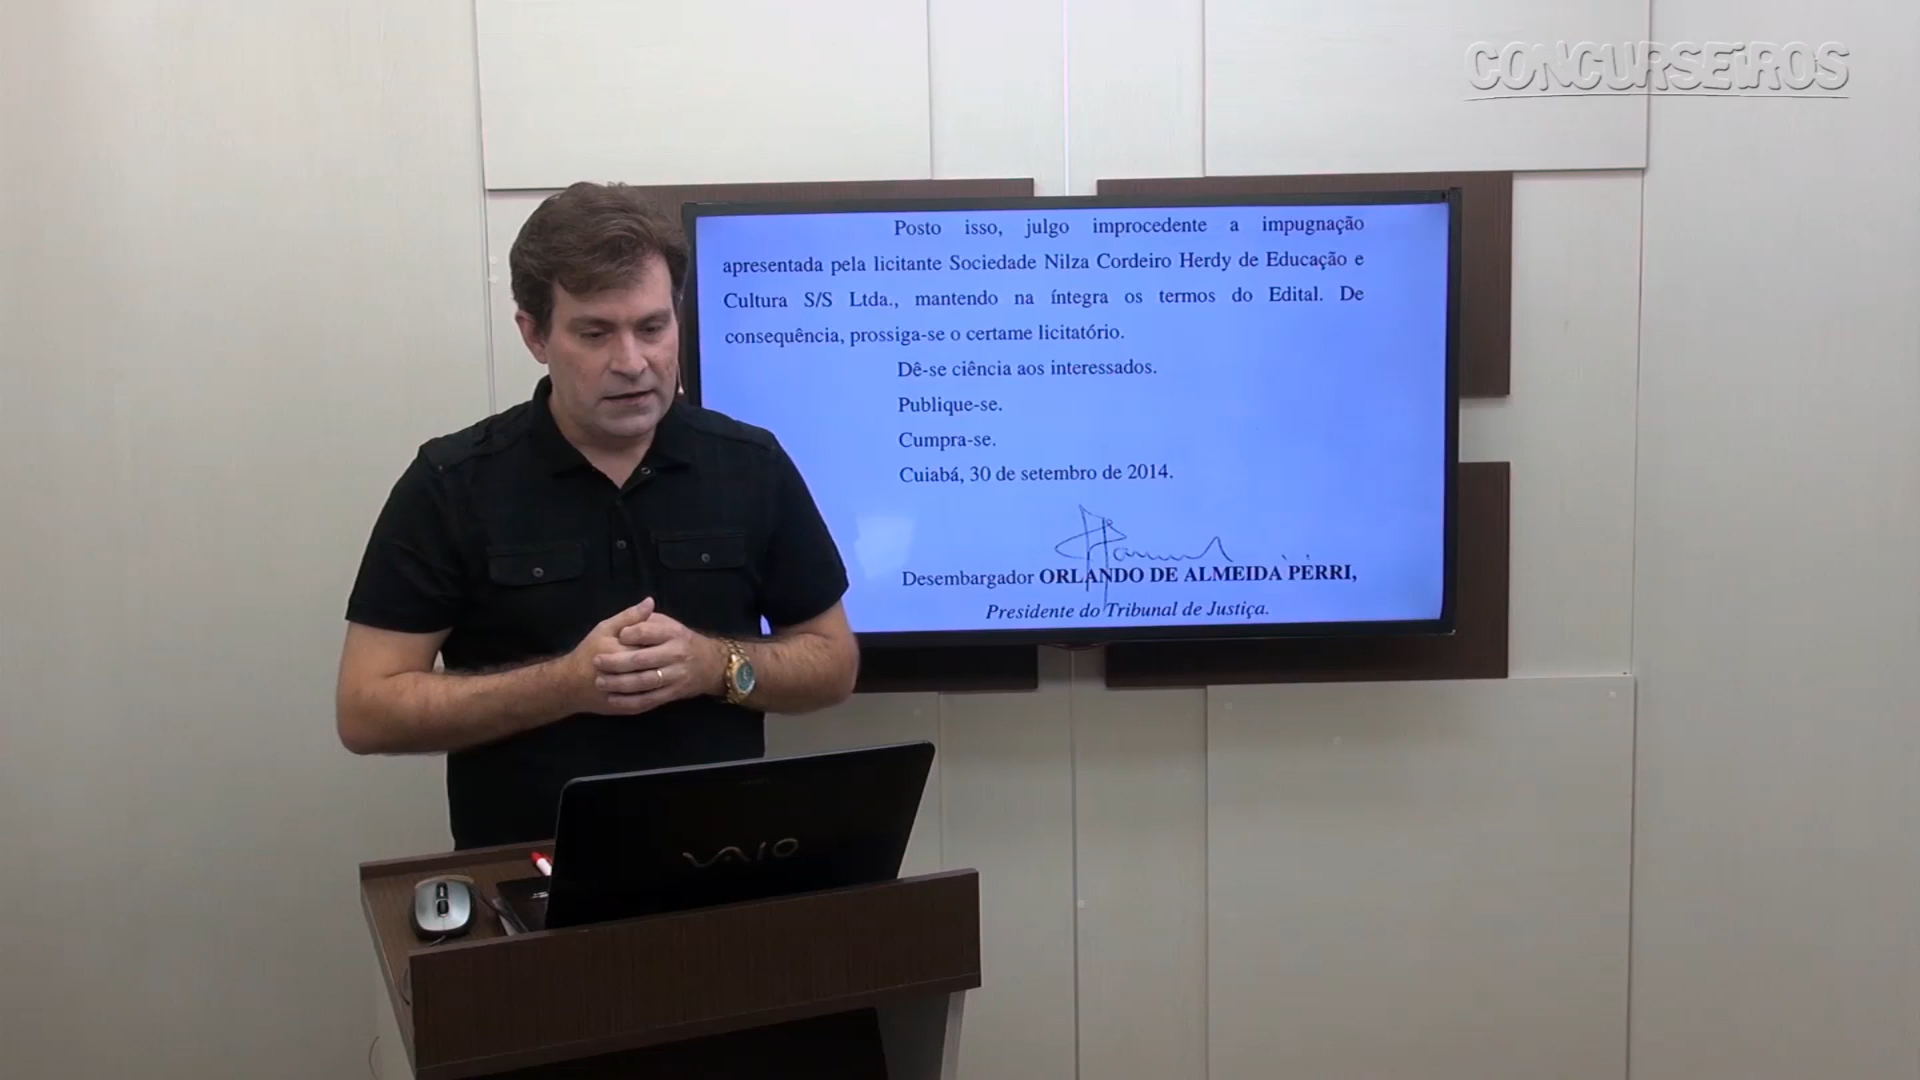 CONCURSEIROS
Posto isso, julgo improcedente a impugnação
apresentada pela licitante Sociedade Nilza Cordeiro Herdy de Educação e
Cultura S/S Ltda., mantendo na íntegra os termos do Edital. De
consequência, prossiga-se o certame licitatório.
Dê-se ciência aos interessados.
Publique-se.
Cumpra-se.
Cuiabá, 30 de setembro de 2014.
Desembargador ORLANDO DE ALMEIDA PERRI,
Presidente do Tribunal de Justiça.
VAIO